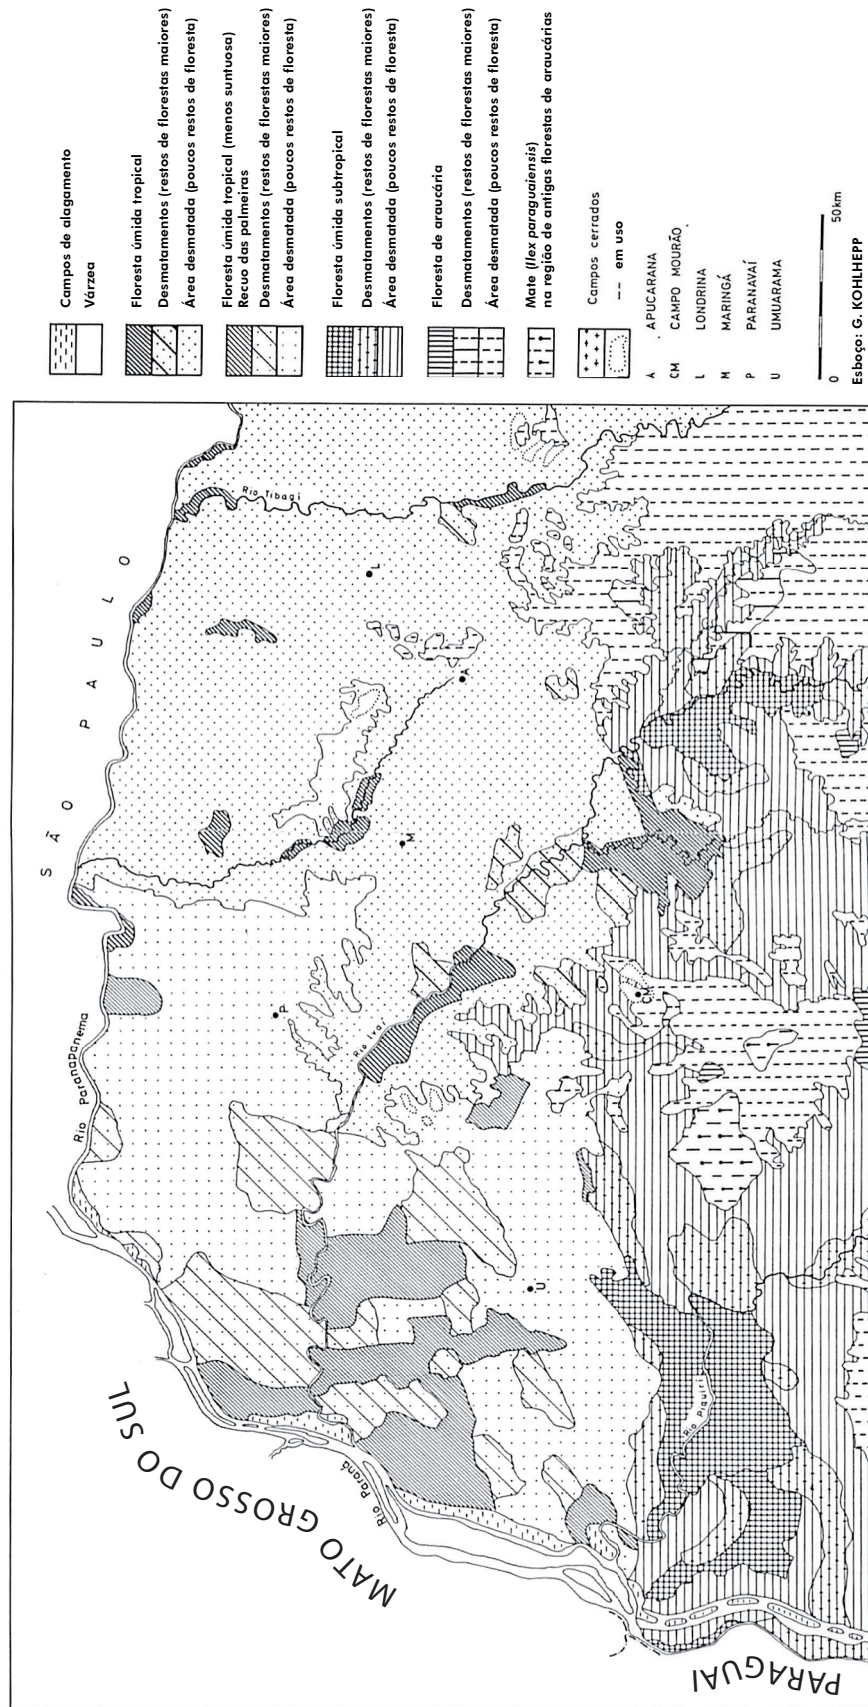 Campos de alagamento
Várzea
Floresta úmida tropical
Desmatamentos (restos de florestas maiores)
Área desmatada (poucos restos de floresta)
Floresta úmida tropical (menos suntuosa)
Recuo das palmeiras
Desmatamentos (restos de florestas maiores)
Área desmatada (poucos restos de floresta)
Floresta úmida subtropical
Desmatamentos (restos de florestas maiores)
Área desmatada (poucos restos de floresta)
Floresta de araucária
Desmatamentos (restos de florestas maiores)
Área desmatada (poucos restos de floresta)
Mate (Ilex paraguaiensis)
na região de antigas florestas de araucárias
Campos cerrados
-- em uso
A APUCARANA
CM CAMPO MOURÃO
L LONDRINA
M MARINGÁ
P PARANAVAÍ
U UMUARAMA
0 50km
Esboço: G. KOHLHEPP
SÃO PAULO
MATO GROSSO DO SUL
PARAGUAI
Rio Paranapanema
Rio Tibagi
Rio Ivaí
Rio Paraná
Rio Piquiri
L
A
M
P
U
CM